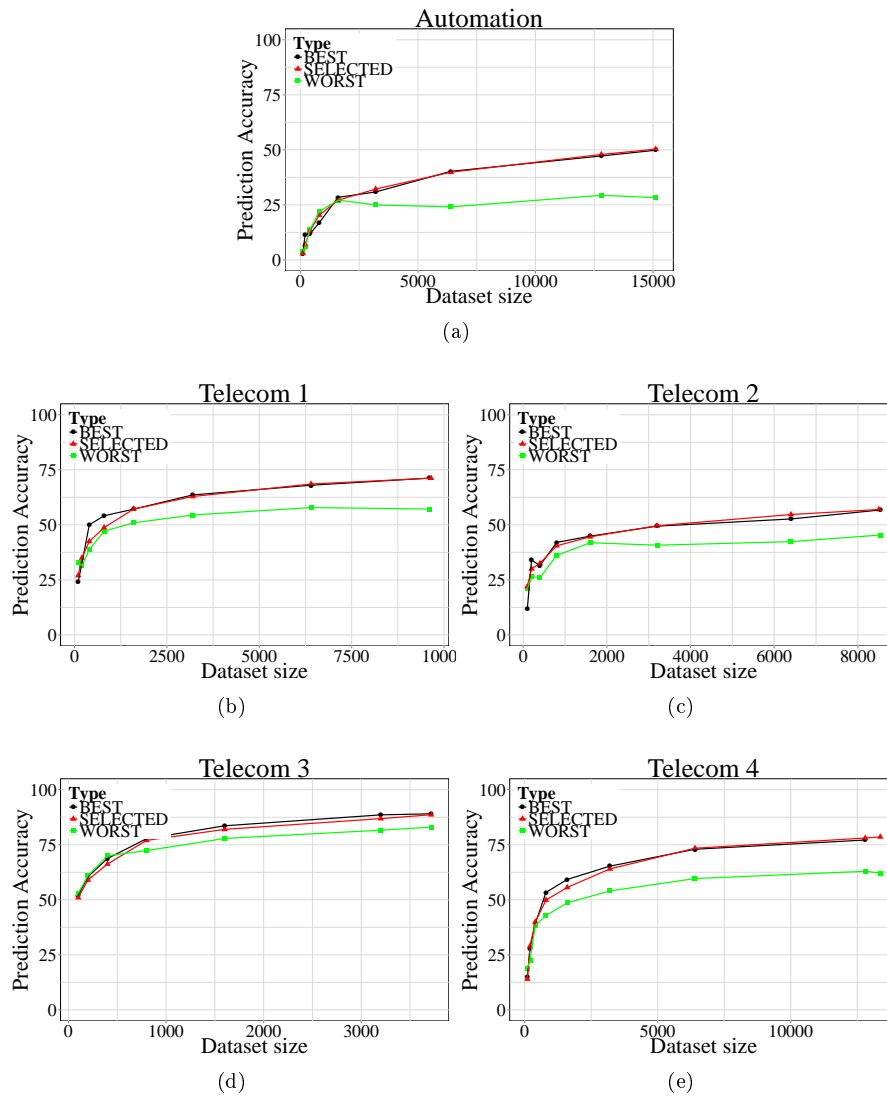 Automation
Prediction Accuracy
100
75
50
25
0
Type
BEST
SELECTED
WORST
0
5000
10000
15000
Dataset size
(a)
Telecom 1
Prediction Accuracy
100
75
50
25
0
Type
BEST
SELECTED
WORST
0
2500
5000
7500
1000
Dataset size
(b)
Telecom 2
Prediction Accuracy
100
75
50
25
0
Type
BEST
SELECTED
WORST
0
2000
4000
6000
8000
Dataset size
(c)
Telecom 3
Prediction Accuracy
100
75
50
25
0
Type
BEST
SELECTED
WORST
0
1000
2000
3000
Dataset size
(d)
Telecom 4
Prediction Accuracy
100
75
50
25
0
Type
BEST
SELECTED
WORST
0
5000
10000
Dataset size
(e)